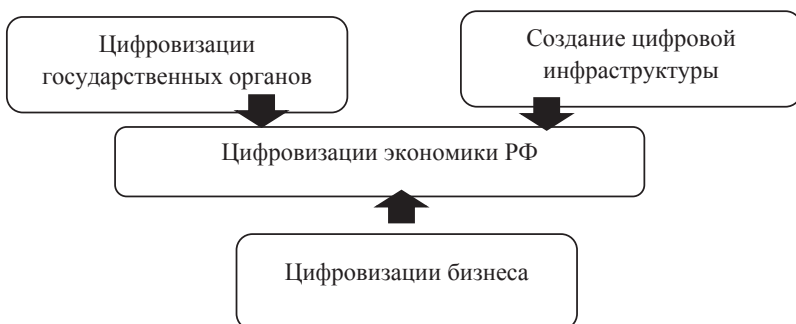 Цифровизации
государственных органов
Создание цифровой
инфраструктуры
Цифровизации экономики РФ
Цифровизации бизнеса